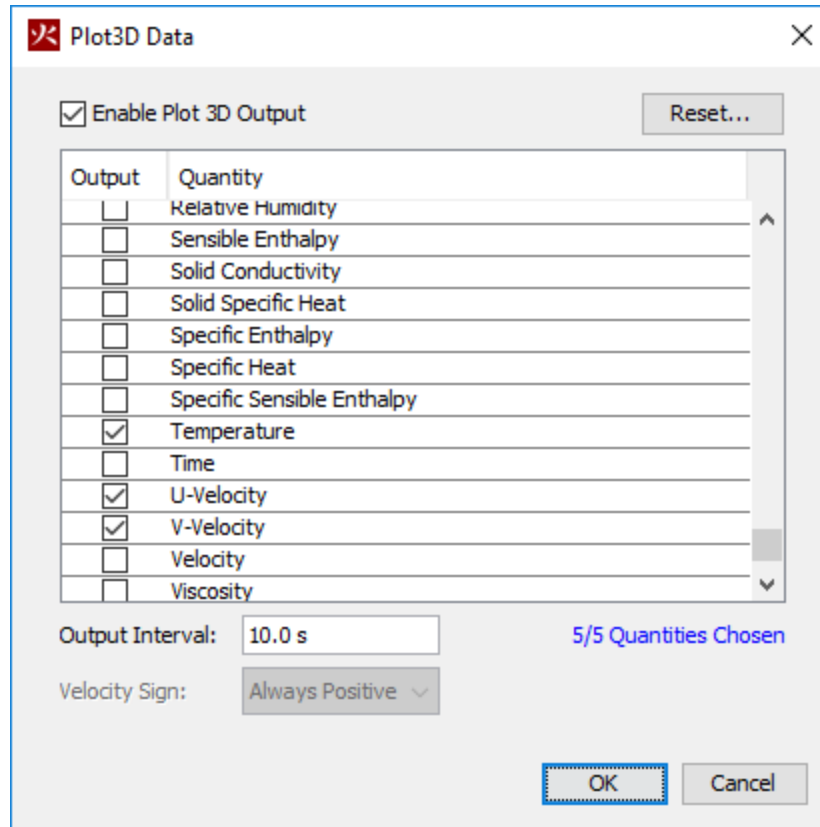 火 Plot3D Data
Enable Plot 3D Output
Reset...
Output Quantity
Relative Humidity
Sensible Enthalpy
Solid Conductivity
Solid Specific Heat
Specific Enthalpy
Specific Heat
Specific Sensible Enthalpy
Temperature
Time
U-Velocity
V-Velocity
Velocity
Viscosity
Output Interval: 10.0 s 5/5 Quantities Chosen
Velocity Sign: Always Positive
OK Cancel